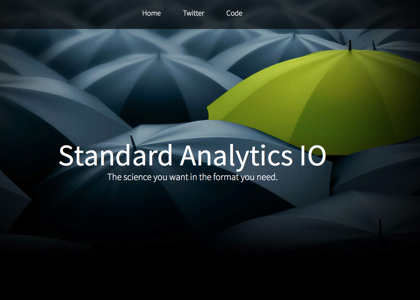 Home Twitter Code
Standard Analytics IO
The science you want in the format you need.